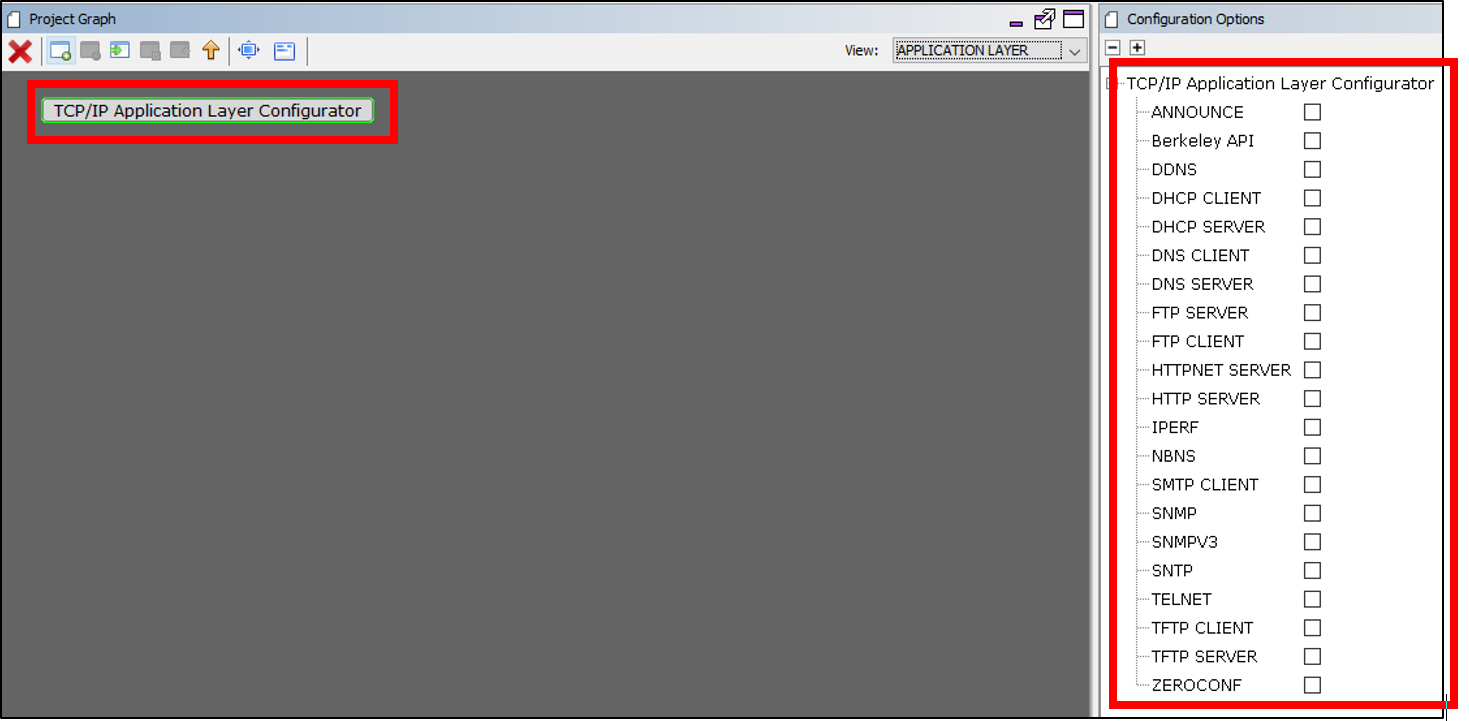 Project Graph
View: APPLICATION LAYER
TCP/IP Application Layer Configurator
Configuration Options
TCP/IP Application Layer Configurator
ANNOUNCE
Berkeley API
DDNS
DHCP CLIENT
DHCP SERVER
DNS CLIENT
DNS SERVER
FTP SERVER
FTP CLIENT
HTTPNET SERVER
HTTP SERVER
IPERF
NBNS
SMTP CLIENT
SNMP
SNMPV3
SNTP
TELNET
TFTP CLIENT
TFTP SERVER
ZEROCONF